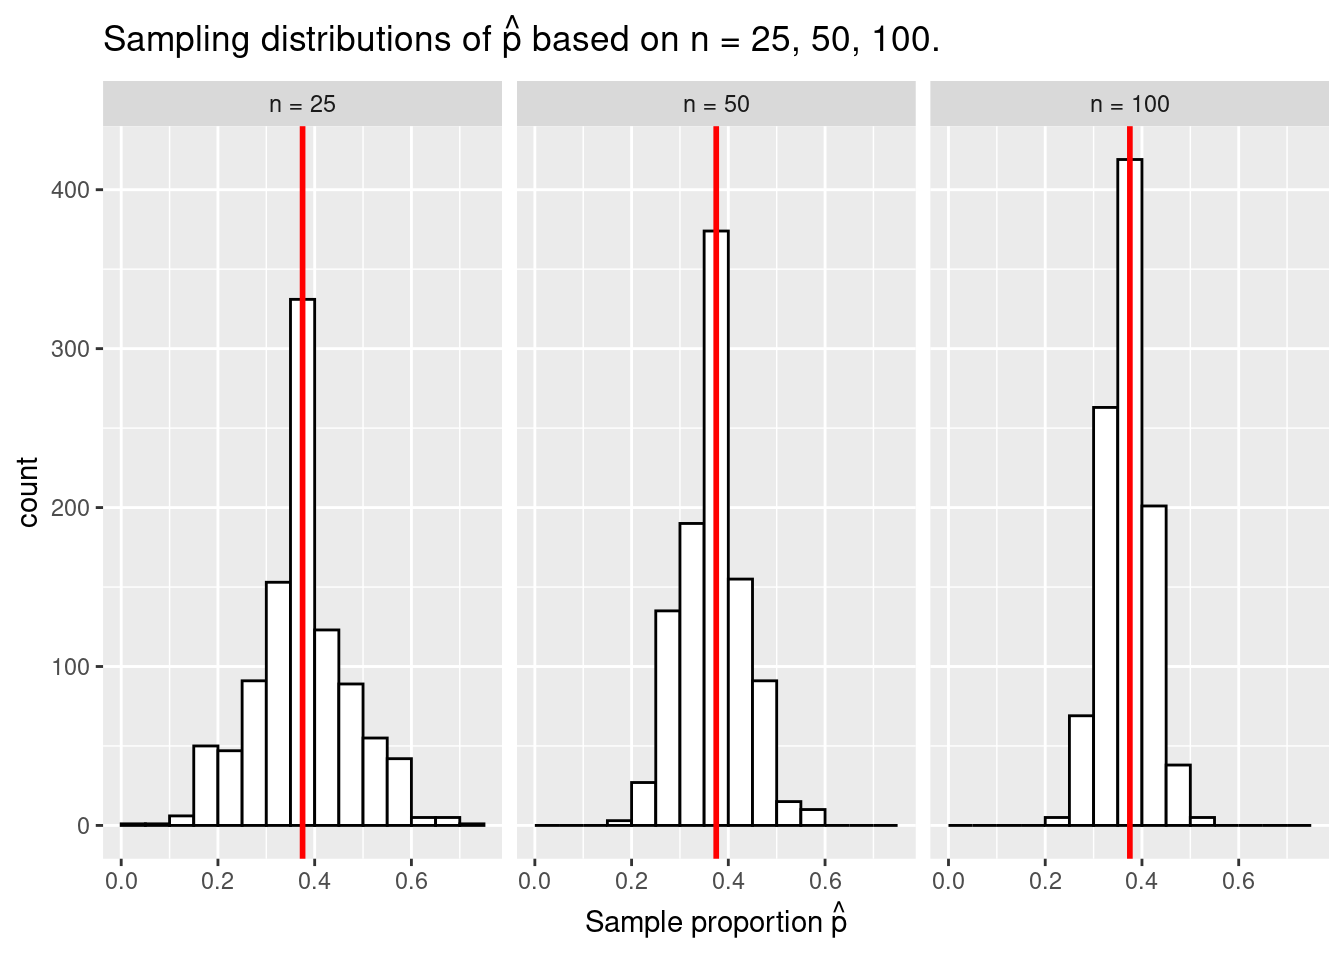 Sampling distributions of p̂ based on n = 25, 50, 100.
n = 25 n = 50 n = 100
400
300
200
100
0
count
0.0 0.2 0.4 0.6 0.0 0.2 0.4 0.6 0.0 0.2 0.4 0.6
Sample proportion p̂